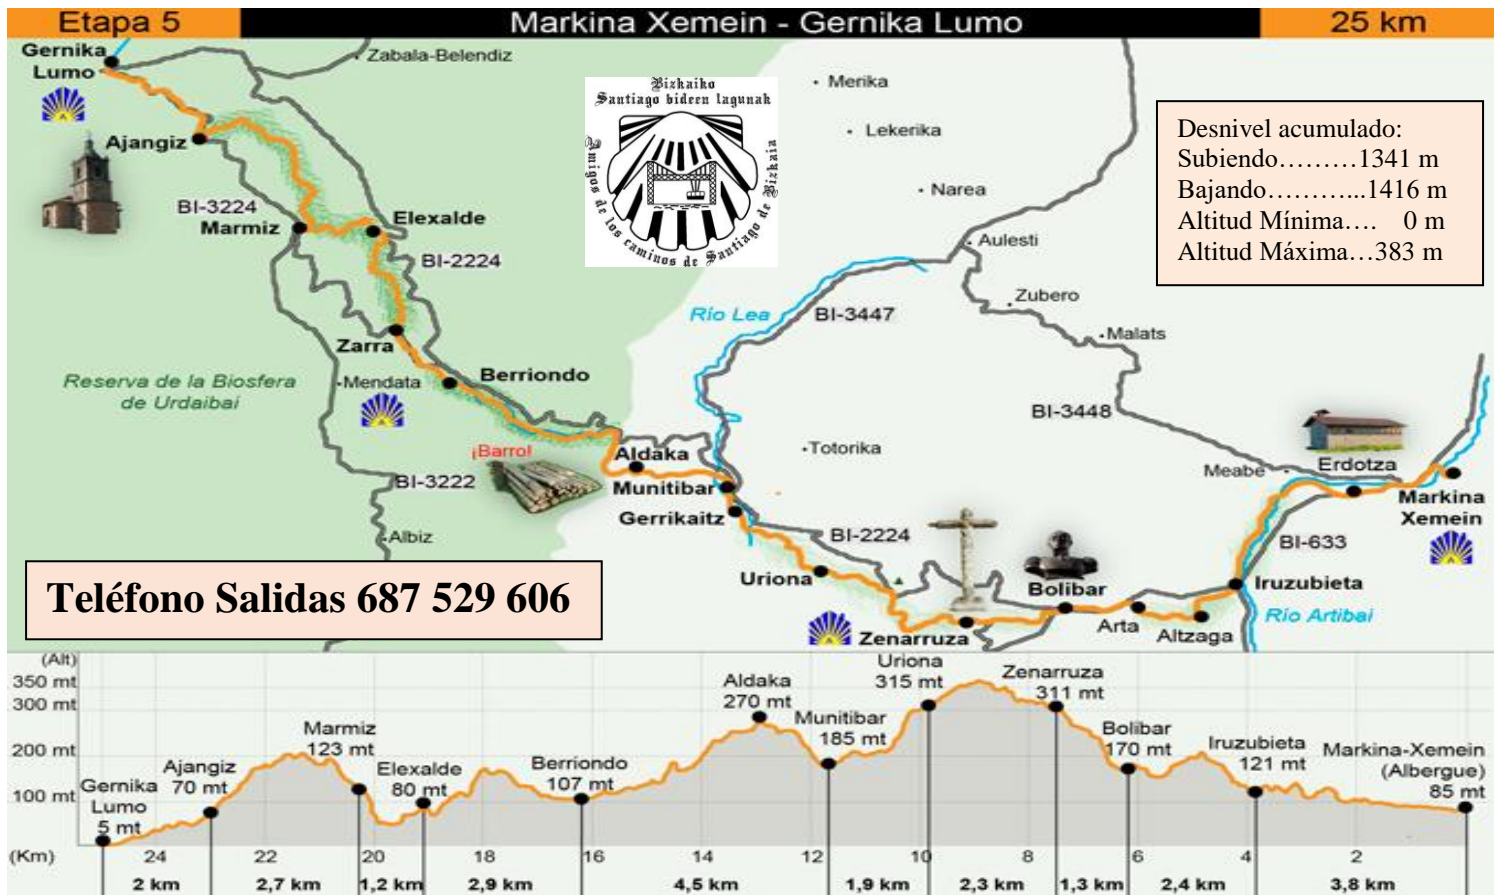 Etapa 5
Markina Xemein - Gernika Lumo
25 km
Gernika
Lumo
Zabala-Belendiz
Ajangiz
BI-3224
Marmiz
Elexalde
BI-2224
Zarra
Reserva de la Biosfera
de Urdaibai
Mendata
Berriondo
¡Barro!
BI-3222
Albiz
Bizkaiko
Santiago bideen lagunak
Amigos de los caminos de Santiago de Bizkaia
Merika
Lekerika
Narea
Aulesti
Zubero
Malats
Río Lea
BI-3447
BI-3448
Totorika
Aldaka
Munitibar
Gerrikaitz
BI-2224
Uriona
Zenarruza
Bolibar
Arta
Altzaga
Iruzubieta
Río Artibai
BI-633
Meabe
Erdotza
Markina
Xemein
Desnivel acumulado:
Subiendo………1341 m
Bajando………...1416 m
Altitud Mínima…. 0 m
Altitud Máxima…383 m
Teléfono Salidas 687 529 606
(Alt)
350 mt
300 mt
200 mt
100 mt
(Km)
Gernika
Lumo
5 mt
Ajangiz
70 mt
Marmiz
123 mt
Elexalde
80 mt
Berriondo
107 mt
Aldaka
270 mt
Munitibar
185 mt
Uriona
315 mt
Zenarruza
311 mt
Bolibar
170 mt
Iruzubieta
121 mt
Markina-Xemein
(Albergue)
85 mt
24 22 20 18 16 14 12 10 8 6 4 2
2 km 2,7 km 1,2 km 2,9 km 4,5 km 1,9 km 2,3 km 1,3 km 2,4 km 3,8 km